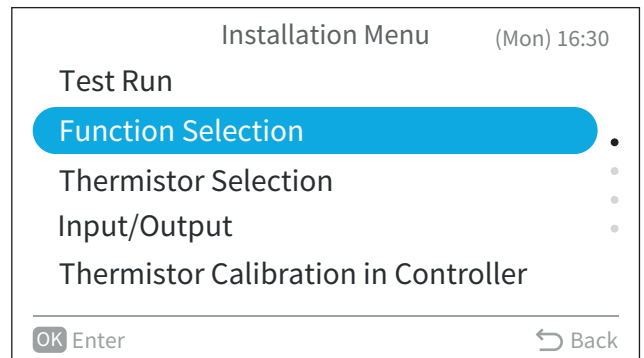 Installation Menu (Mon) 16:30
Test Run
Function Selection
Thermistor Selection
Input/Output
Thermistor Calibration in Controller
OK Enter Back